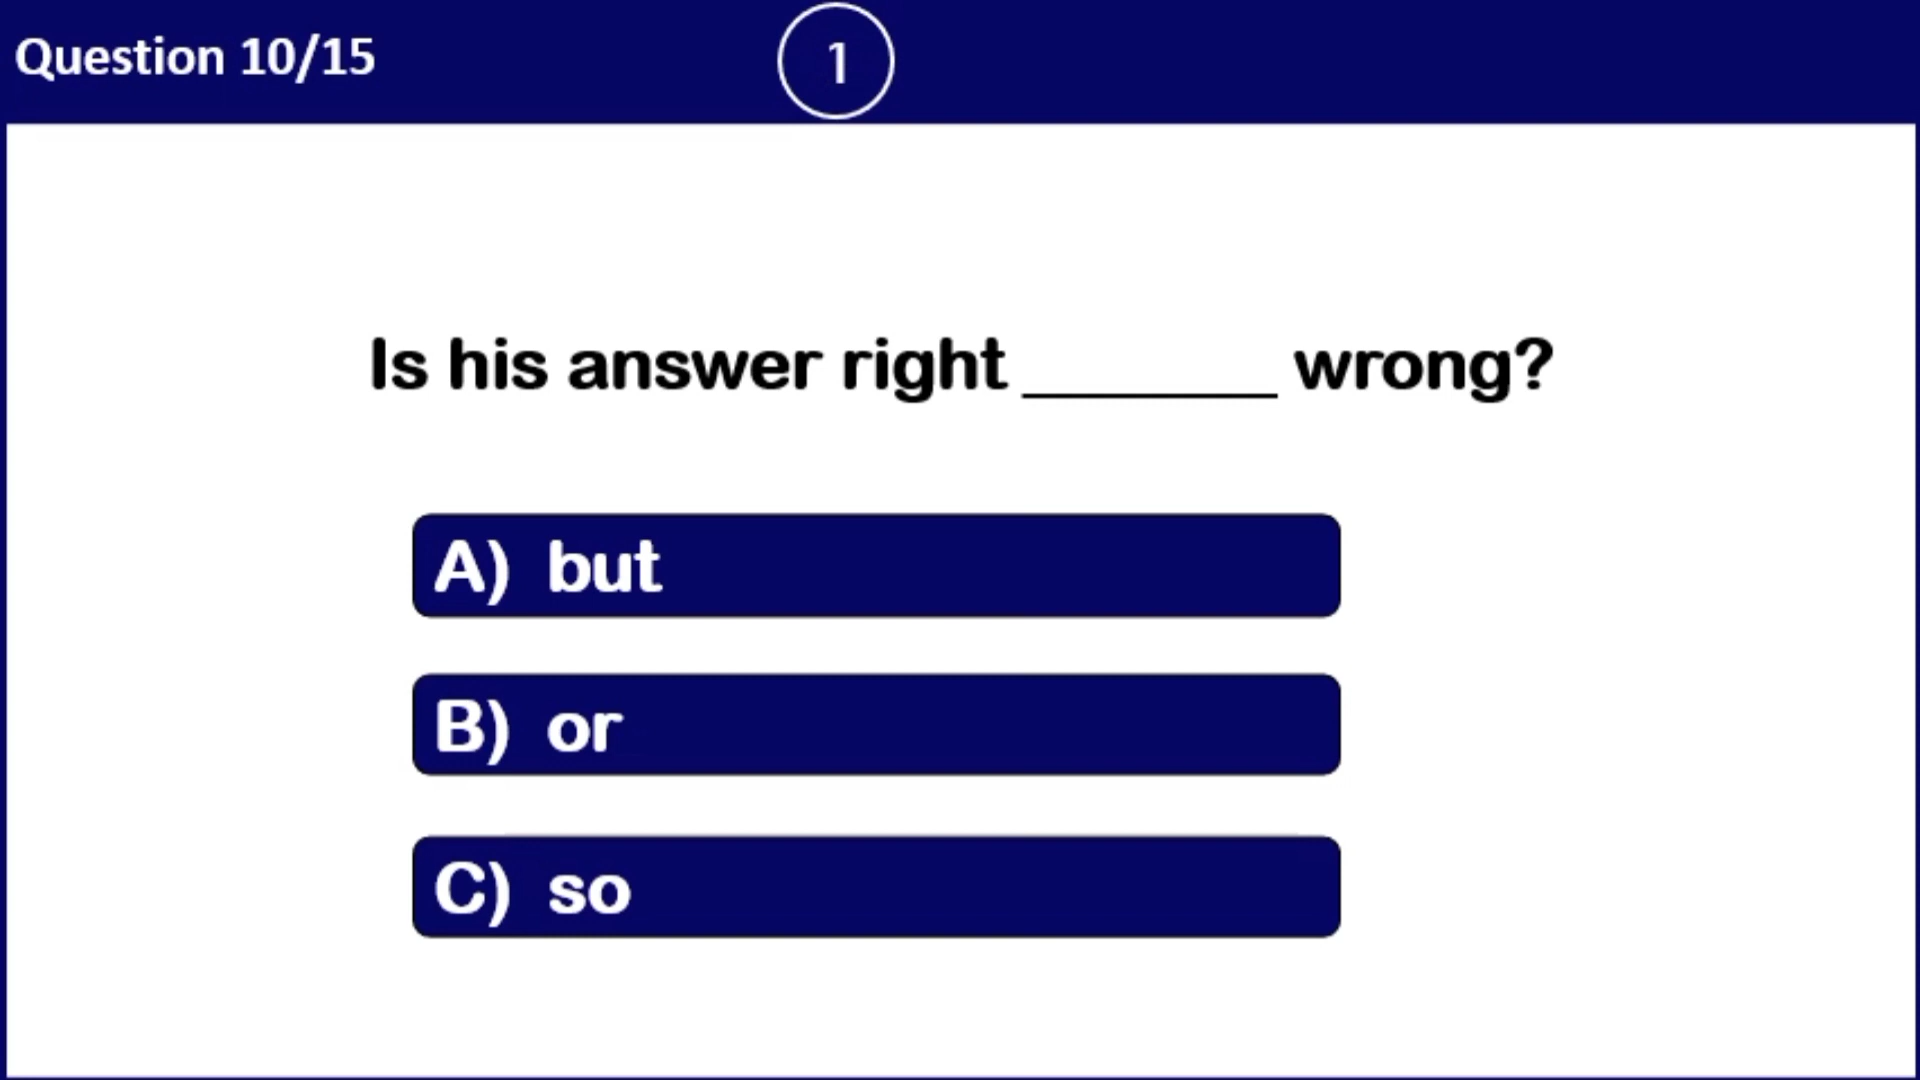 Question 10/15
1
Is his answer right _______ wrong?
A) but
B) or
C) so